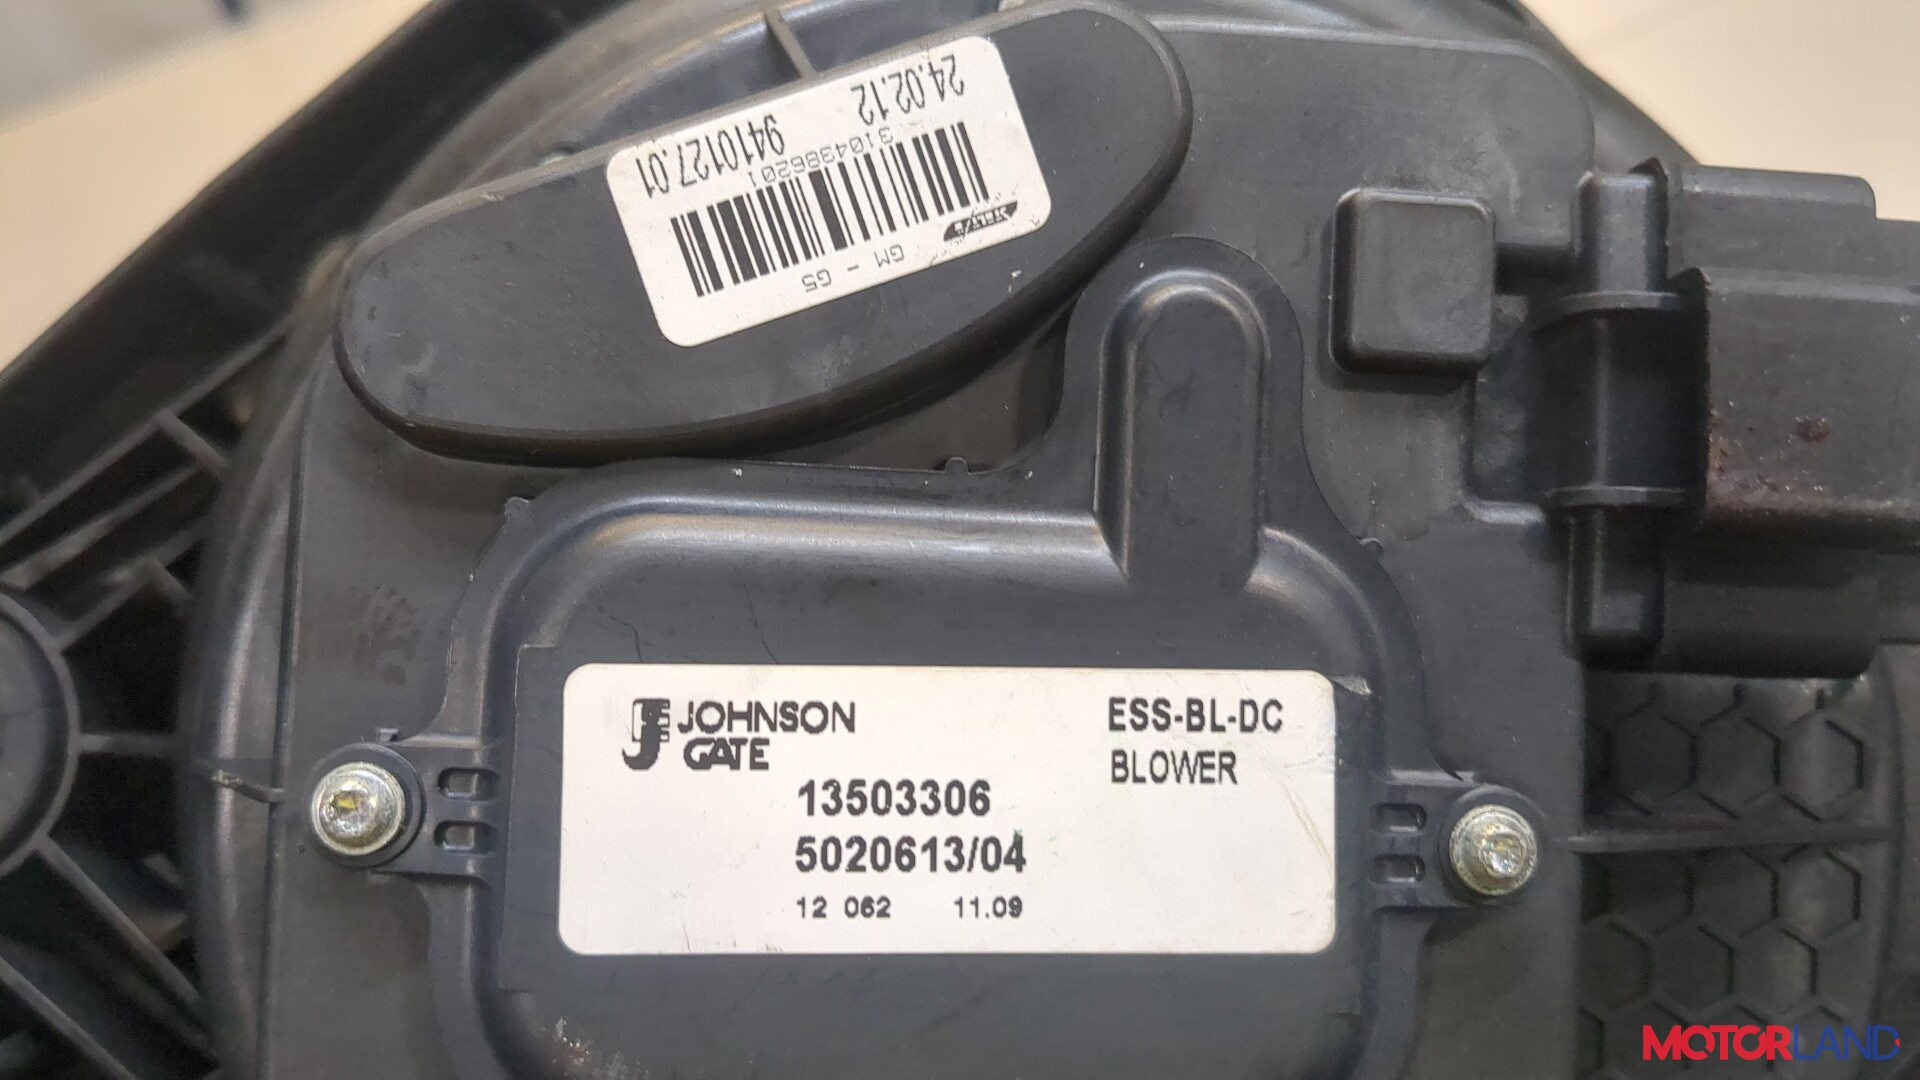 GM - G5
3104386201
9410127.01
12
24.02.12
JOHNSON
GATE
ESS-BL-DC
BLOWER
13503306
5020613/04
12 062 11.09
MOTORLAND